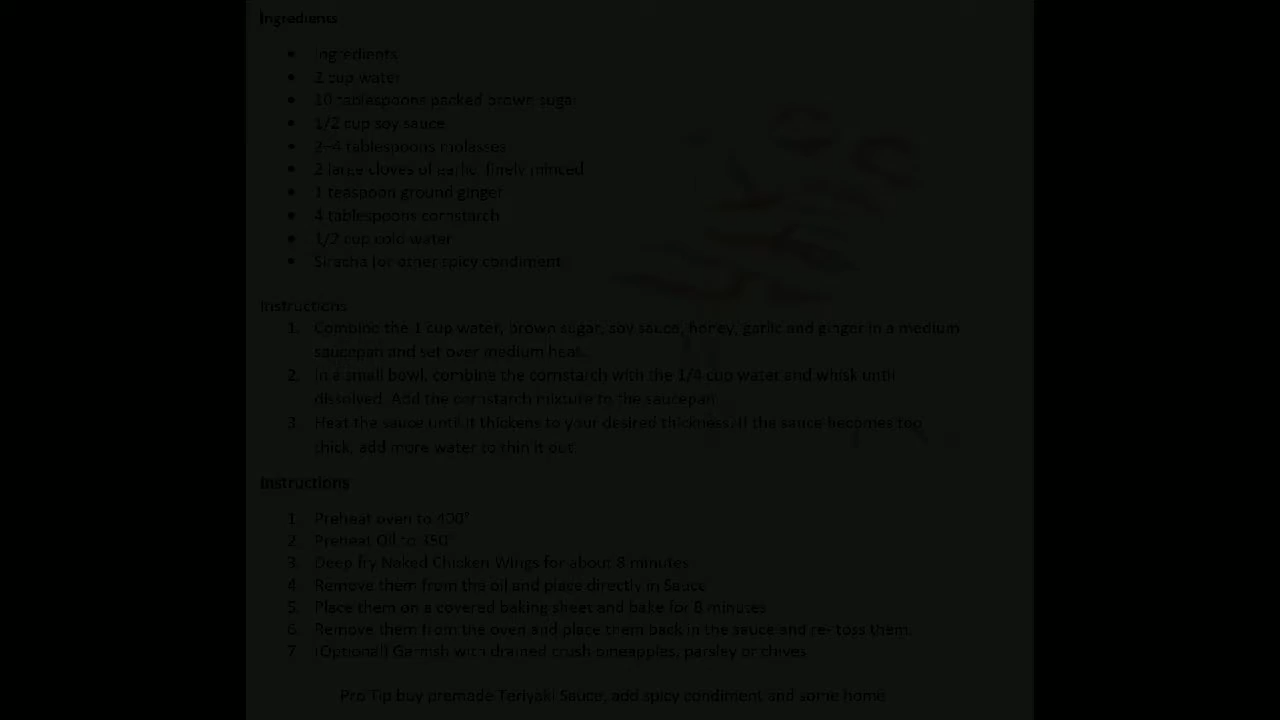 Ingredients
• Ingredients
• 2 cup water
• 10 tablespoons packed brown sugar
• 1/2 cup soy sauce
• 2-4 tablespoons molasses
• 2 large cloves of garlic, finely minced
• 1 teaspoon ground ginger
• 4 tablespoons cornstarch
• 1/2 cup cold water
• Siracha (or other spicy condiment
Instructions
1. Combine the 1 cup water, brown sugar, soy sauce, honey, garlic and ginger in a medium
saucepan and set over medium heat.
2. In a small bowl, combine the cornstarch with the 1/4 cup water and whisk until
dissolved. Add the cornstarch mixture to the saucepan.
3. Heat the sauce until it thickens to your desired thickness. If the sauce becomes too
thick, add more water to thin it out.
Instructions
1. Preheat oven to 400°
2. Preheat Oil to 350
3. Deep fry Naked Chicken Wings for about 8 minutes
4. Remove them from the oil and place directly in Sauce
5. Place them on a covered baking sheet and bake for 8 minutes
6. Remove them from the oven and place them back in the sauce and re- toss them.
7. (Optional) Garnish with drained crush pineapples, parsley or chives
Pro Tip buy premade Teriyaki Sauce, add spicy condiment and some home